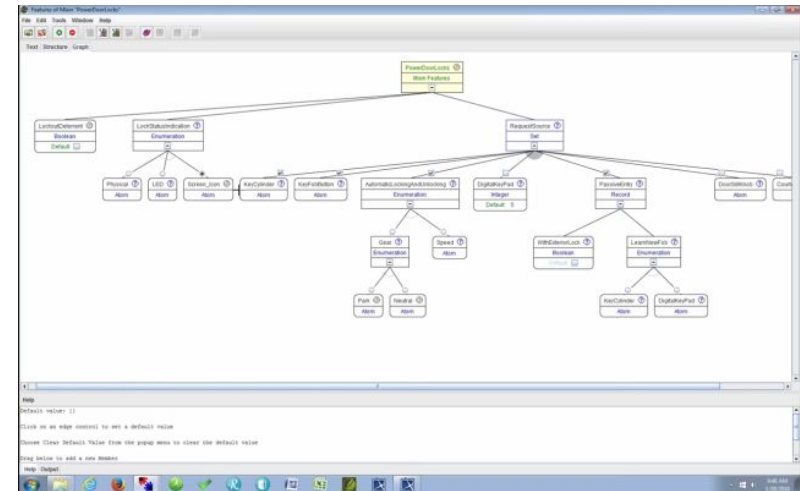 Features of Main 'PowerDoorLocks'
File Edit Tools Window Help
Text Structure Graph
PowerDoorLocks
Main Features
LockoutDeterrent
Boolean
Default
LockStatusIndication
Enumeration
RequestSource
Set
Physical
Atom
LED
Atom
Screen_Icon
Atom
KeyCylinder
Atom
KeyFobButton
Atom
AutomaticLockingAndUnlocking
Enumeration
DigitalKeyPad
Integer
Default 5
PassiveEntry
Record
DoorSillKnob
Atom
Gear
Enumeration
Speed
Atom
WithExteriorLock
Boolean
Default
LearnNewFob
Enumeration
Park
Atom
Neutral
Atom
KeyCylinder
Atom
DigitalKeyPad
Atom
Help
Default value: []
Click on an edge control to set a default value
Choose Clear Default Value from the popup menu to clear the default value
Drag below to add a new Member
Help Output